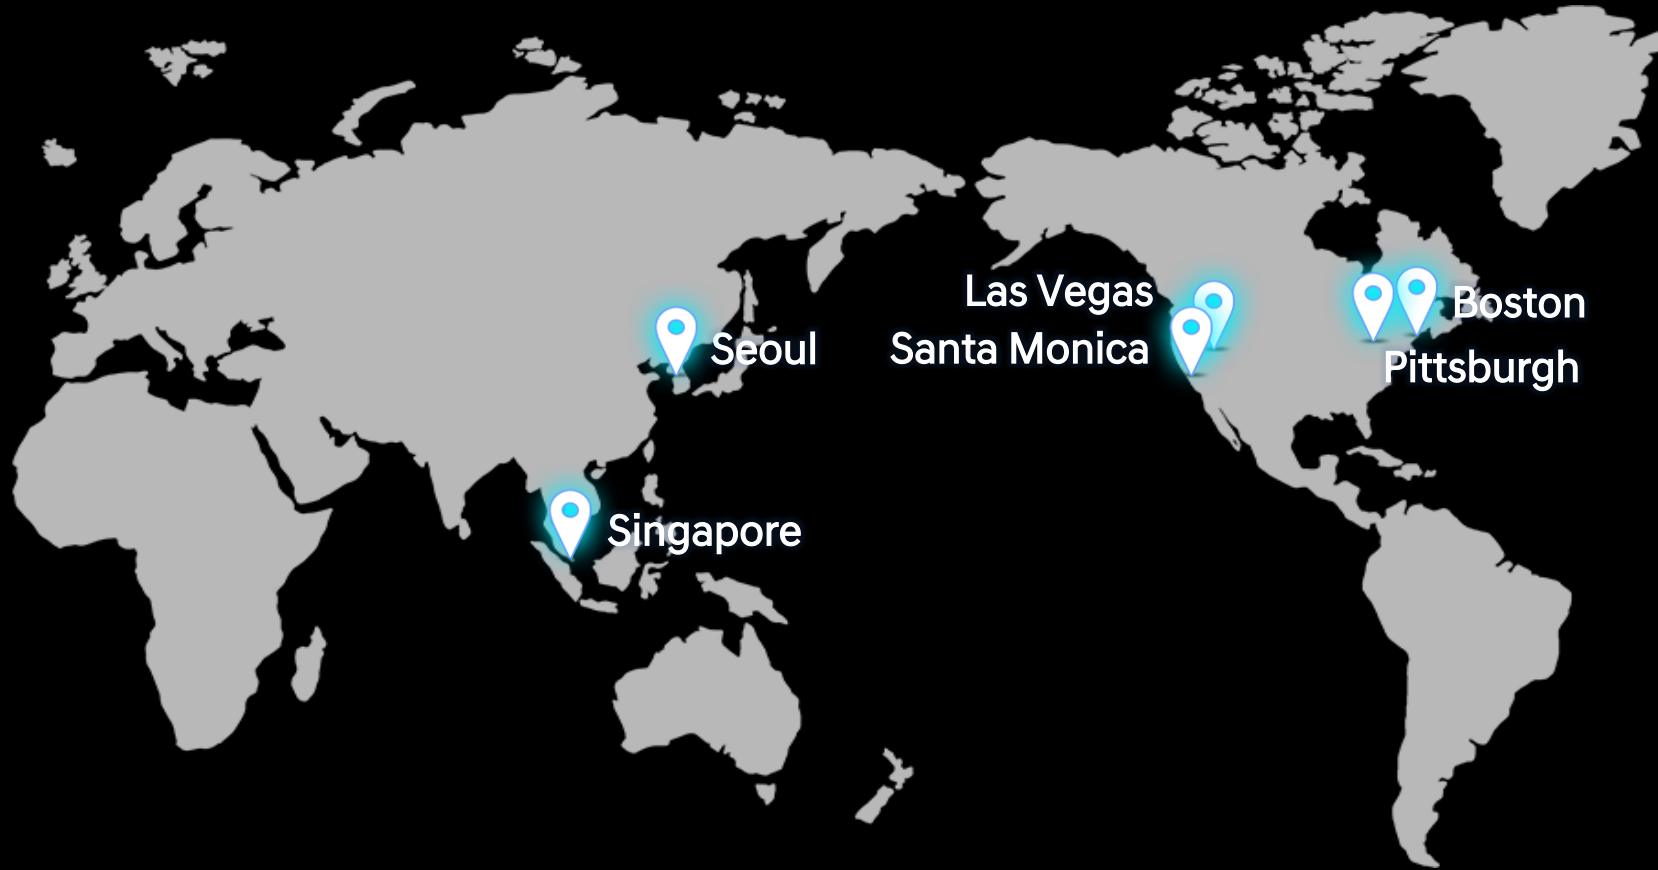 Las Vegas
Boston
Seoul
Santa Monica
Pittsburgh
Singapore